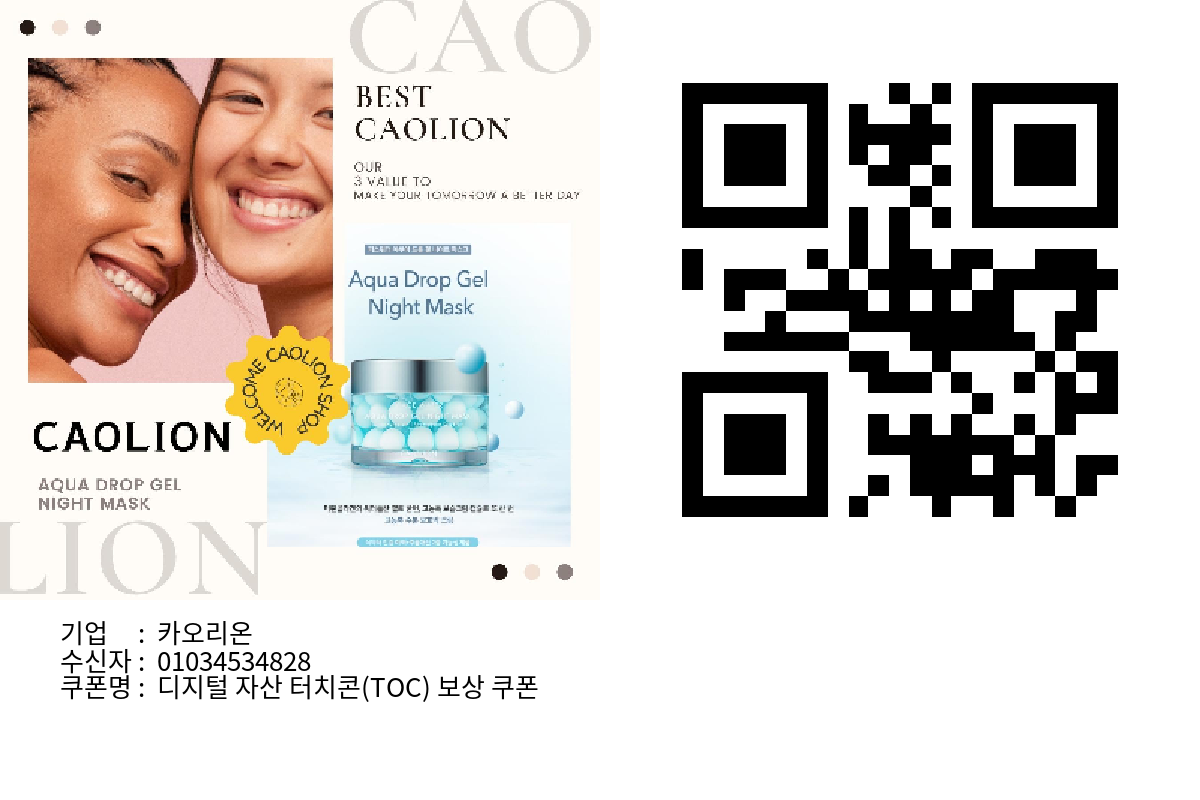 CAO
BEST
CAOLION
OUR
3 VALUE TO
MAKE YOUR TOMORROW A BETTER DAY
Aqua Drop Gel
Night Mask
WELCOME CAOLION SHOP
CAOLION
AQUA DROP GEL
NIGHT MASK
LION
기업 : 카오리온
수신자 : 01034534828
쿠폰명 : 디지털 자산 터치콘(TOC) 보상 쿠폰